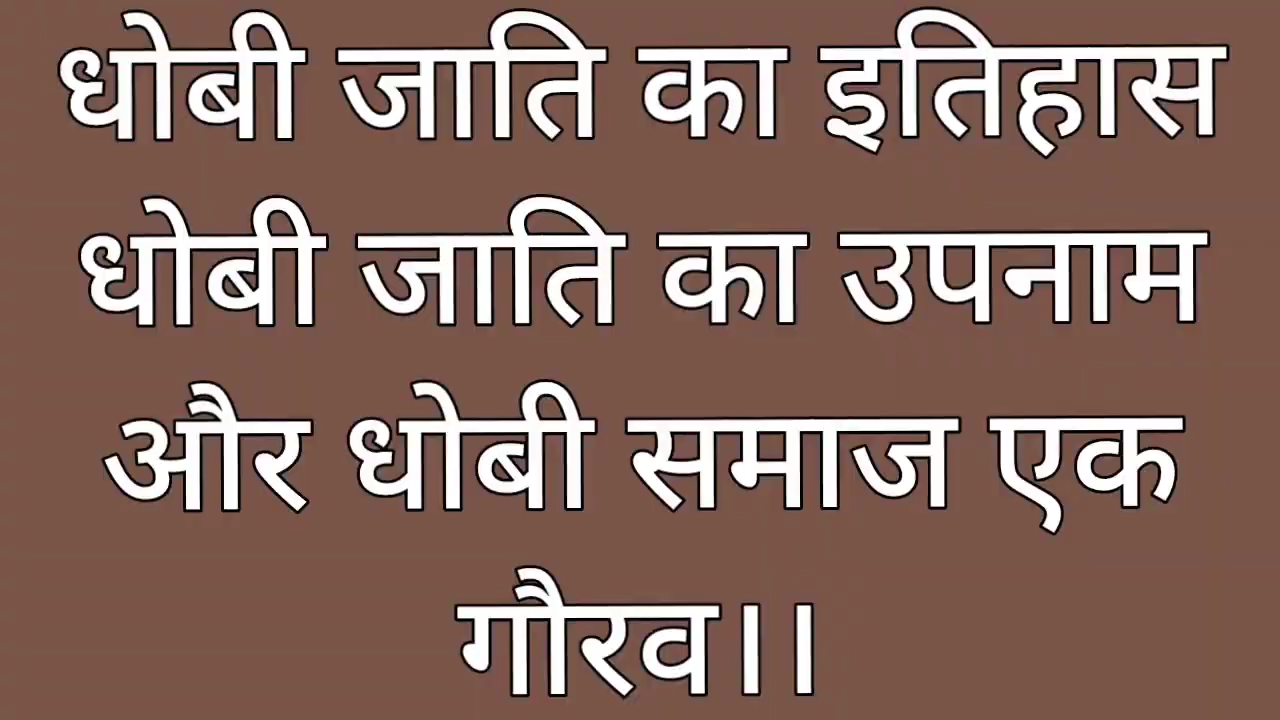 धोबी जाति का इतिहास
धोबी जाति का उपनाम
और धोबी समाज एक
गौरव।।